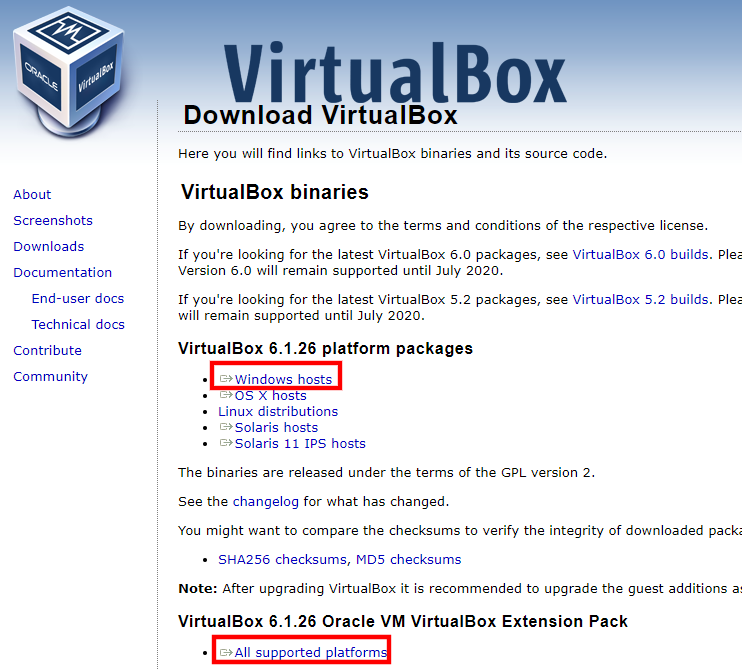 ORACLE
VirtualBox
VirtualBox
Download VirtualBox
Here you will find links to VirtualBox binaries and its source code.
About
Screenshots
Downloads
Documentation
End-user docs
Technical docs
Contribute
Community
VirtualBox binaries
By downloading, you agree to the terms and conditions of the respective license.
If you're looking for the latest VirtualBox 6.0 packages, see VirtualBox 6.0 builds. Plea
Version 6.0 will remain supported until July 2020.
If you're looking for the latest VirtualBox 5.2 packages, see VirtualBox 5.2 builds. Plea
will remain supported until July 2020.
VirtualBox 6.1.26 platform packages
Windows hosts
OS X hosts
Linux distributions
Solaris hosts
Solaris 11 IPS hosts
The binaries are released under the terms of the GPL version 2.
See the changelog for what has changed.
You might want to compare the checksums to verify the integrity of downloaded packa
SHA256 checksums, MD5 checksums
Note: After upgrading VirtualBox it is recommended to upgrade the guest additions as
VirtualBox 6.1.26 Oracle VM VirtualBox Extension Pack
All supported platforms